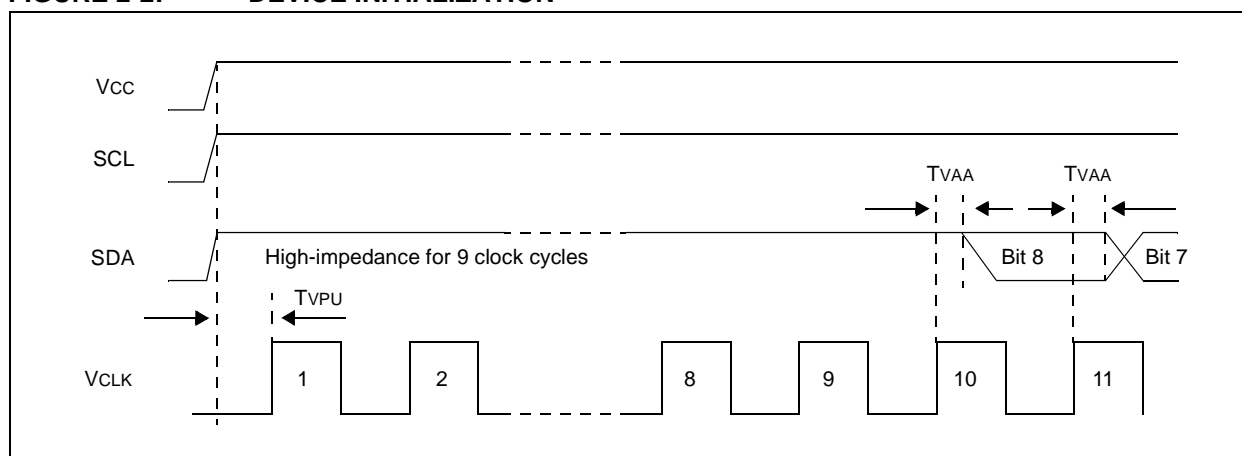 FIGURE 2-2: DEVICE INITIALIZATION
VCC
SCL
TVAA TVAA
SDA High-impedance for 9 clock cycles Bit 8 Bit 7
TVPU
VCLK 1 2 8 9 10 11